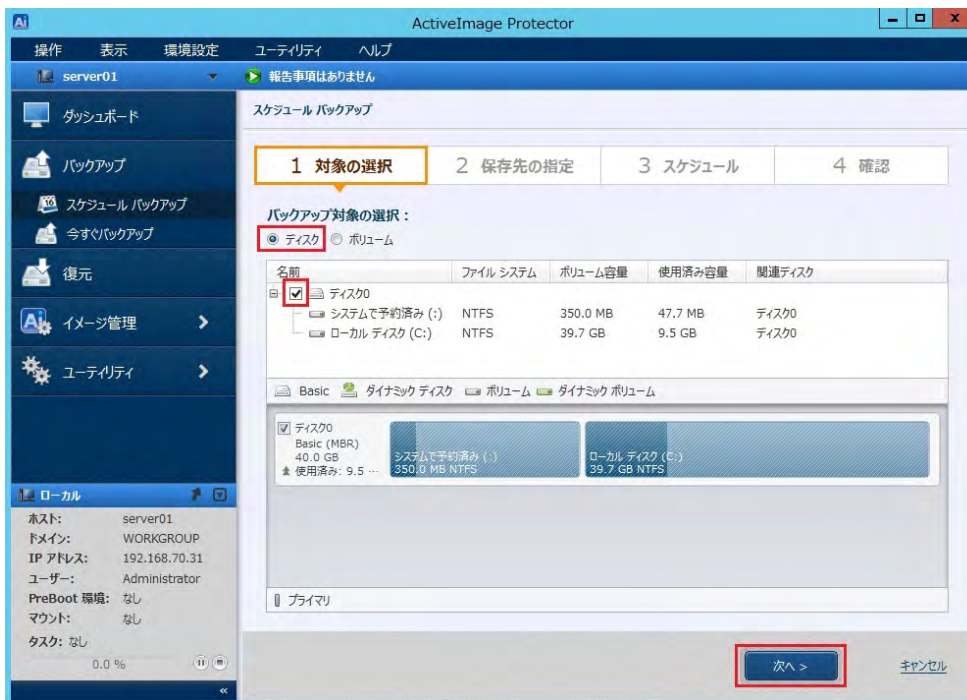 ActiveImage Protector
操作 表示 環境設定 ユーティリティ ヘルプ
server01
報告事項はありません
ダッシュボード
バックアップ
スケジュール バックアップ
今すぐバックアップ
復元
イメージ管理
ユーティリティ
スケジュール バックアップ
1 対象の選択 2 保存先の指定 3 スケジュール 4 確認
バックアップ対象の選択：
ディスク ボリューム
名前 ファイル システム ボリューム容量 使用済み容量 関連ディスク
ディスク0
システムで予約済み (:) NTFS 350.0 MB 47.7 MB ディスク0
ローカル ディスク (C:) NTFS 39.7 GB 9.5 GB ディスク0
Basic ダイナミック ディスク ボリューム ダイナミック ボリューム
ディスク0
Basic (MBR)
40.0 GB
使用済み: 9.5 ...
システムで予約済み (:)
350.0 MB NTFS
ローカル ディスク (C:)
39.7 GB NTFS
プライマリ
ローカル
ホスト: server01
ドメイン: WORKGROUP
IP アドレス: 192.168.70.31
ユーザー: Administrator
PreBoot 環境: なし
マウント: なし
タスク: なし
0.0 %
次へ >
キャンセル